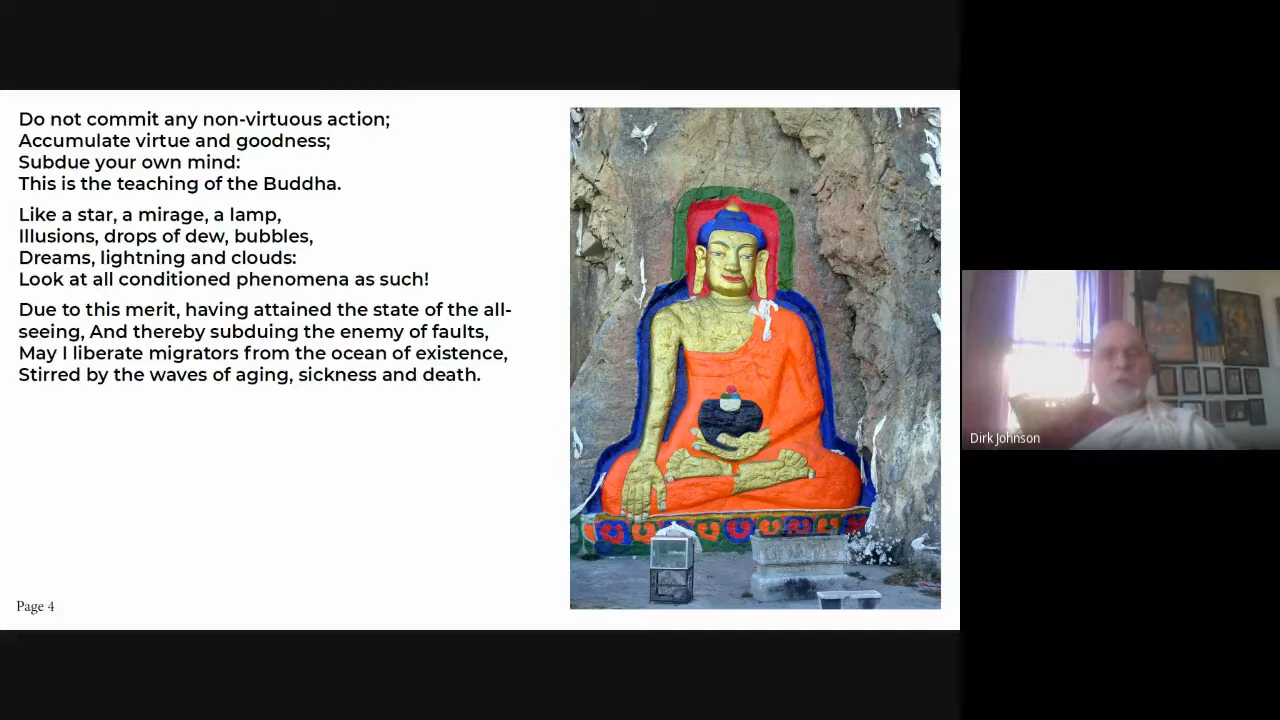 Do not commit any non-virtuous action;
Accumulate virtue and goodness;
Subdue your own mind:
This is the teaching of the Buddha.
Like a star, a mirage, a lamp,
Illusions, drops of dew, bubbles,
Dreams, lightning and clouds:
Look at all conditioned phenomena as such!
Due to this merit, having attained the state of the all-
seeing, And thereby subduing the enemy of faults,
May I liberate migrators from the ocean of existence,
Stirred by the waves of aging, sickness and death.
Page 4
Dirk Johnson